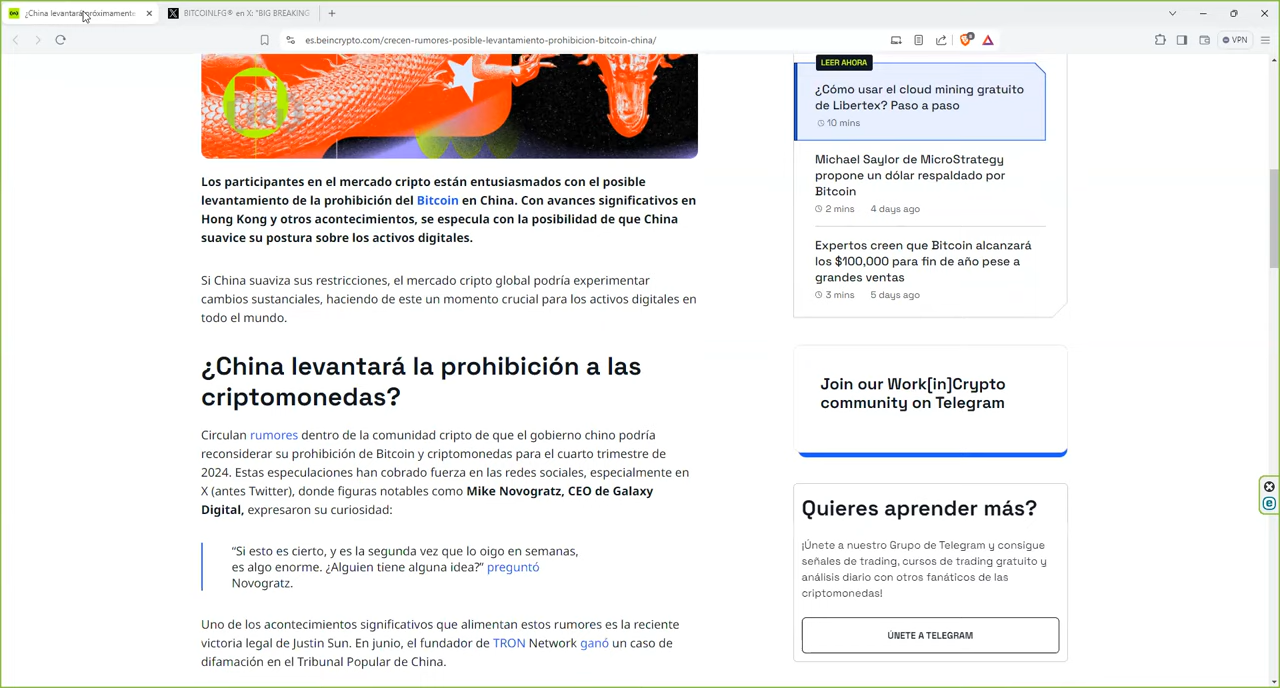 ¿China levantará próximamente
BITCOINLFG® en X: "BIG BREAKING
es.beincrypto.com/crecen-rumores-posible-levantamiento-prohibicion-bitcoin-china/
VPN
Los participantes en el mercado cripto están entusiasmados con el posible
levantamiento de la prohibición del Bitcoin en China. Con avances significativos en
Hong Kong y otros acontecimientos, se especula con la posibilidad de que China
suavice su postura sobre los activos digitales.
Si China suaviza sus restricciones, el mercado cripto global podría experimentar
cambios sustanciales, haciendo de este un momento crucial para los activos digitales en
todo el mundo.
¿China levantará la prohibición a las
criptomonedas?
Circulan rumores dentro de la comunidad cripto de que el gobierno chino podría
reconsiderar su prohibición de Bitcoin y criptomonedas para el cuarto trimestre de
2024. Estas especulaciones han cobrado fuerza en las redes sociales, especialmente en
X (antes Twitter), donde figuras notables como Mike Novogratz, CEO de Galaxy
Digital, expresaron su curiosidad:
“Si esto es cierto, y es la segunda vez que lo oigo en semanas,
es algo enorme. ¿Alguien tiene alguna idea?” preguntó
Novogratz.
Uno de los acontecimientos significativos que alimentan estos rumores es la reciente
victoria legal de Justin Sun. En junio, el fundador de TRON Network ganó un caso de
difamación en el Tribunal Popular de China.
LEER AHORA
¿Cómo usar el cloud mining gratuito
de Libertex? Paso a paso
10 mins
Michael Saylor de MicroStrategy
propone un dólar respaldado por
Bitcoin
2 mins 4 days ago
Expertos creen que Bitcoin alcanzará
los $100,000 para fin de año pese a
grandes ventas
3 mins 5 days ago
Join our Work[in]Crypto
community on Telegram
Quieres aprender más?
¡Únete a nuestro Grupo de Telegram y consigue
señales de trading, cursos de trading gratuito y
análisis diario con otros fanáticos de las
criptomonedas!
ÚNETE A TELEGRAM